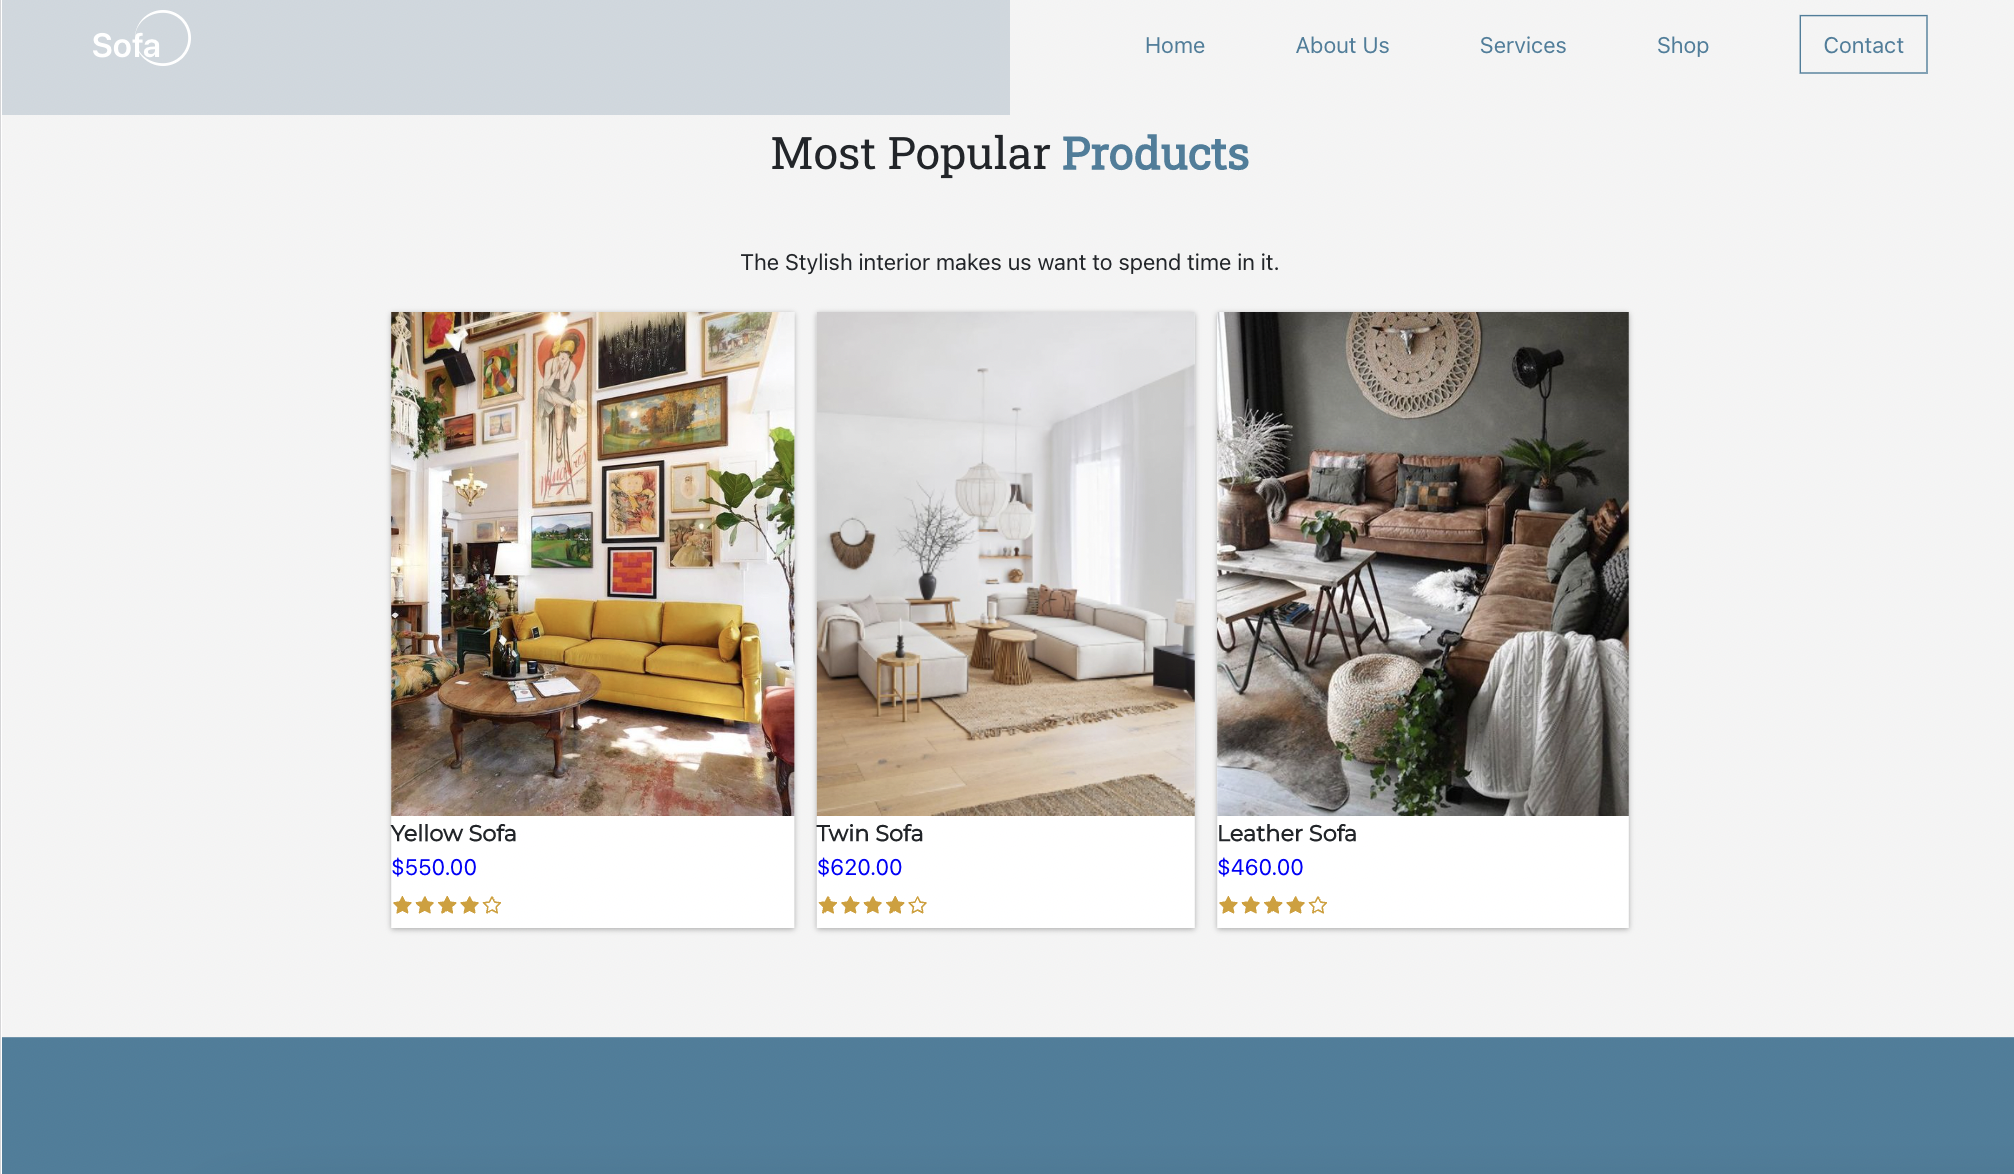 Sofa
Home About Us Services Shop Contact
Most Popular Products
The Stylish interior makes us want to spend time in it.
Yellow Sofa
$550.00
Twin Sofa
$620.00
Leather Sofa
$460.00